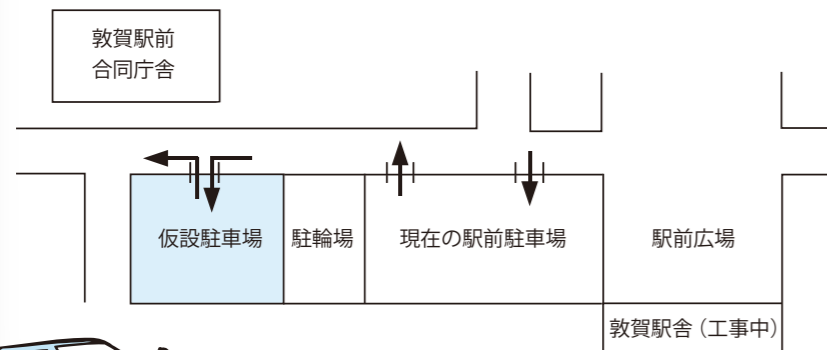 敦賀駅前
合同庁舎
仮設駐車場
駐輪場
現在の駅前駐車場
駅前広場
敦賀駅舎（工事中）